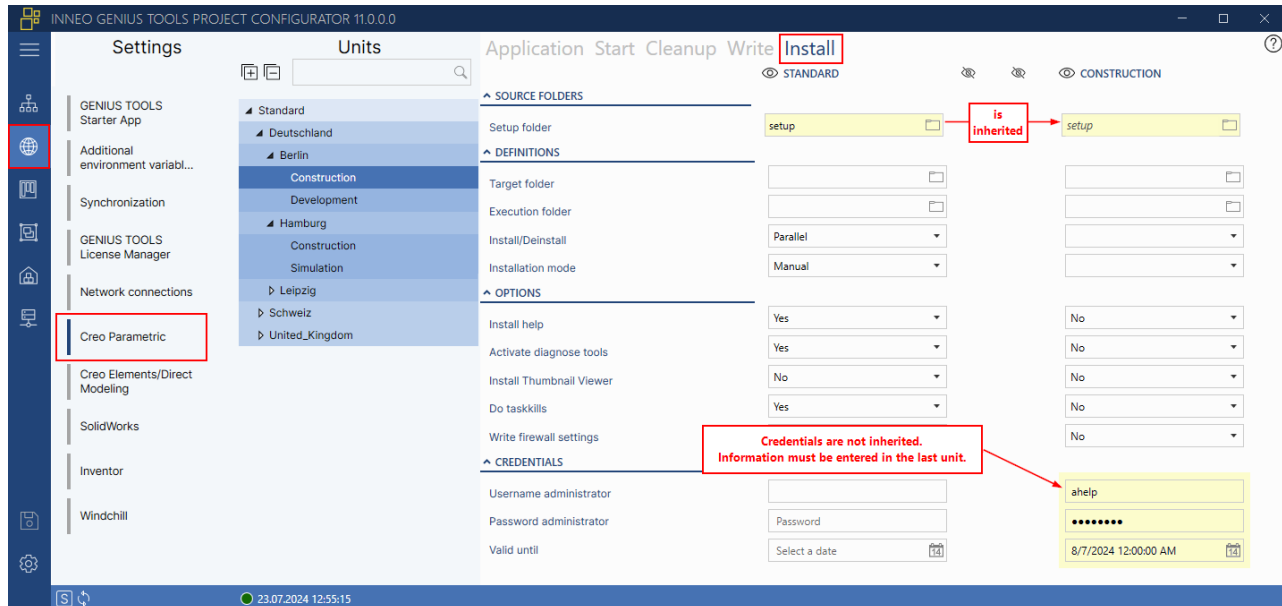 INNEO GENIUS TOOLS PROJECT CONFIGURATOR 11.0.0.0
Settings
GENIUS TOOLS
Starter App
Additional
environment variabl...
Synchronization
GENIUS TOOLS
License Manager
Network connections
Creo Parametric
Creo Elements/Direct
Modeling
SolidWorks
Inventor
Windchill
Units
Standard
Deutschland
Berlin
Construction
Development
Hamburg
Construction
Simulation
Leipzig
Schweiz
United_Kingdom
Application Start Cleanup Write Install
STANDARD CONSTRUCTION
SOURCE FOLDERS
Setup folder setup setup
is
inherited
DEFINITIONS
Target folder
Execution folder
Install/Deinstall Parallel
Installation mode Manual
OPTIONS
Install help Yes No
Activate diagnose tools Yes No
Install Thumbnail Viewer No No
Do taskkills Yes No
Write firewall settings No
Credentials are not inherited.
Information must be entered in the last unit.
CREDENTIALS
Username administrator ahelp
Password administrator Password ●●●●●●●●
Valid until Select a date 14 8/7/2024 12:00:00 AM 14
S 23.07.2024 12:55:15